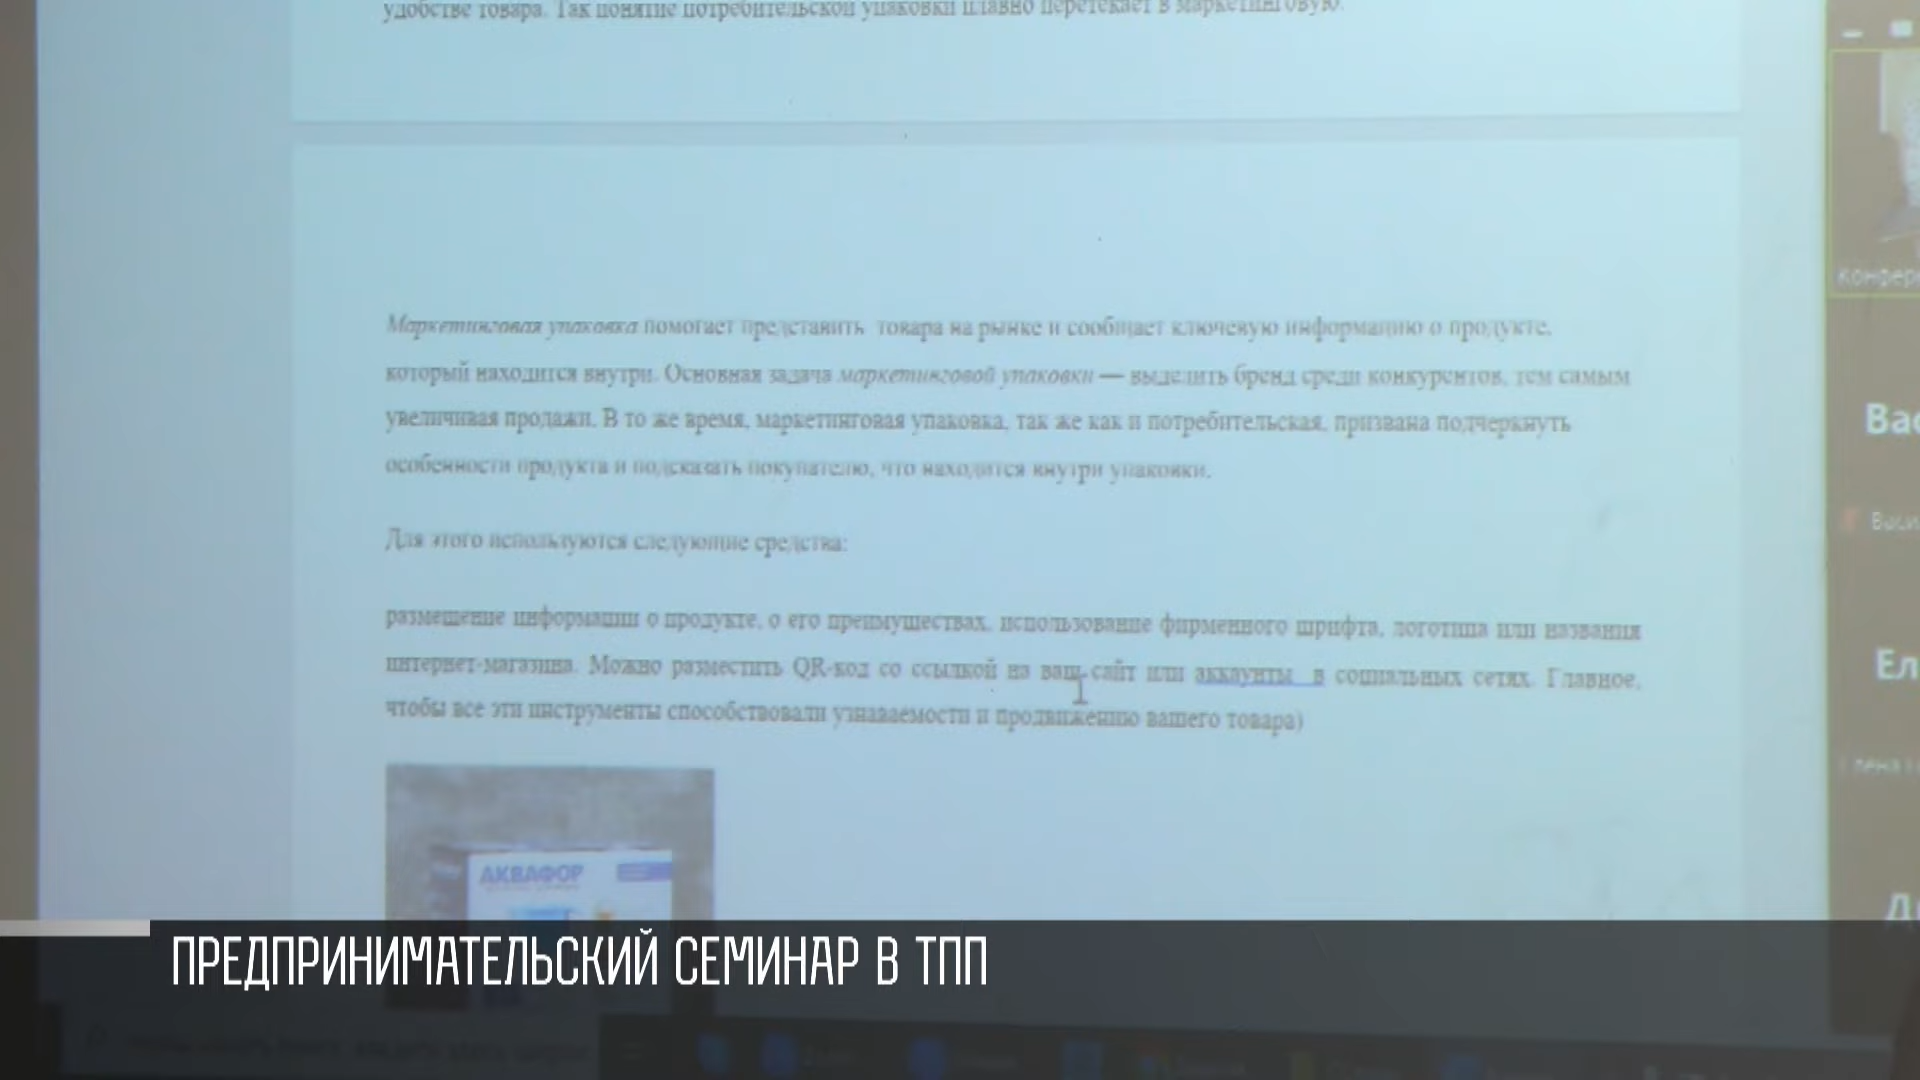 удобстве товара. Так понятие потребительской упаковки плавно перетекает в маркетинговую.
Маркетинговая упаковка помогает представить товара на рынке и сообщает ключевую информацию о продукте,
который находится внутри. Основная задача маркетинговой упаковки — выделить бренд среди конкурентов, тем самым
увеличивая продажи. В то же время, маркетинговая упаковка, так же как и потребительская, призвана подчеркнуть
особенности продукта и подсказать покупателю, что находится внутри упаковки.
Для этого используются следующие средства:
размещение информации о продукте, о его преимуществах, использование фирменного шрифта, логотипа или названия
интернет-магазина. Можно разместить QR-код со ссылкой на ваш сайт или аккаунты в социальных сетях. Главное,
чтобы все эти инструменты способствовали узнаваемости и продвижению вашего товара)
АКВАФОР
Конфер
Вас
Васи
Ел
Елена
ПРЕДПРИНИМАТЕЛЬСКИЙ СЕМИНАР В ТПП